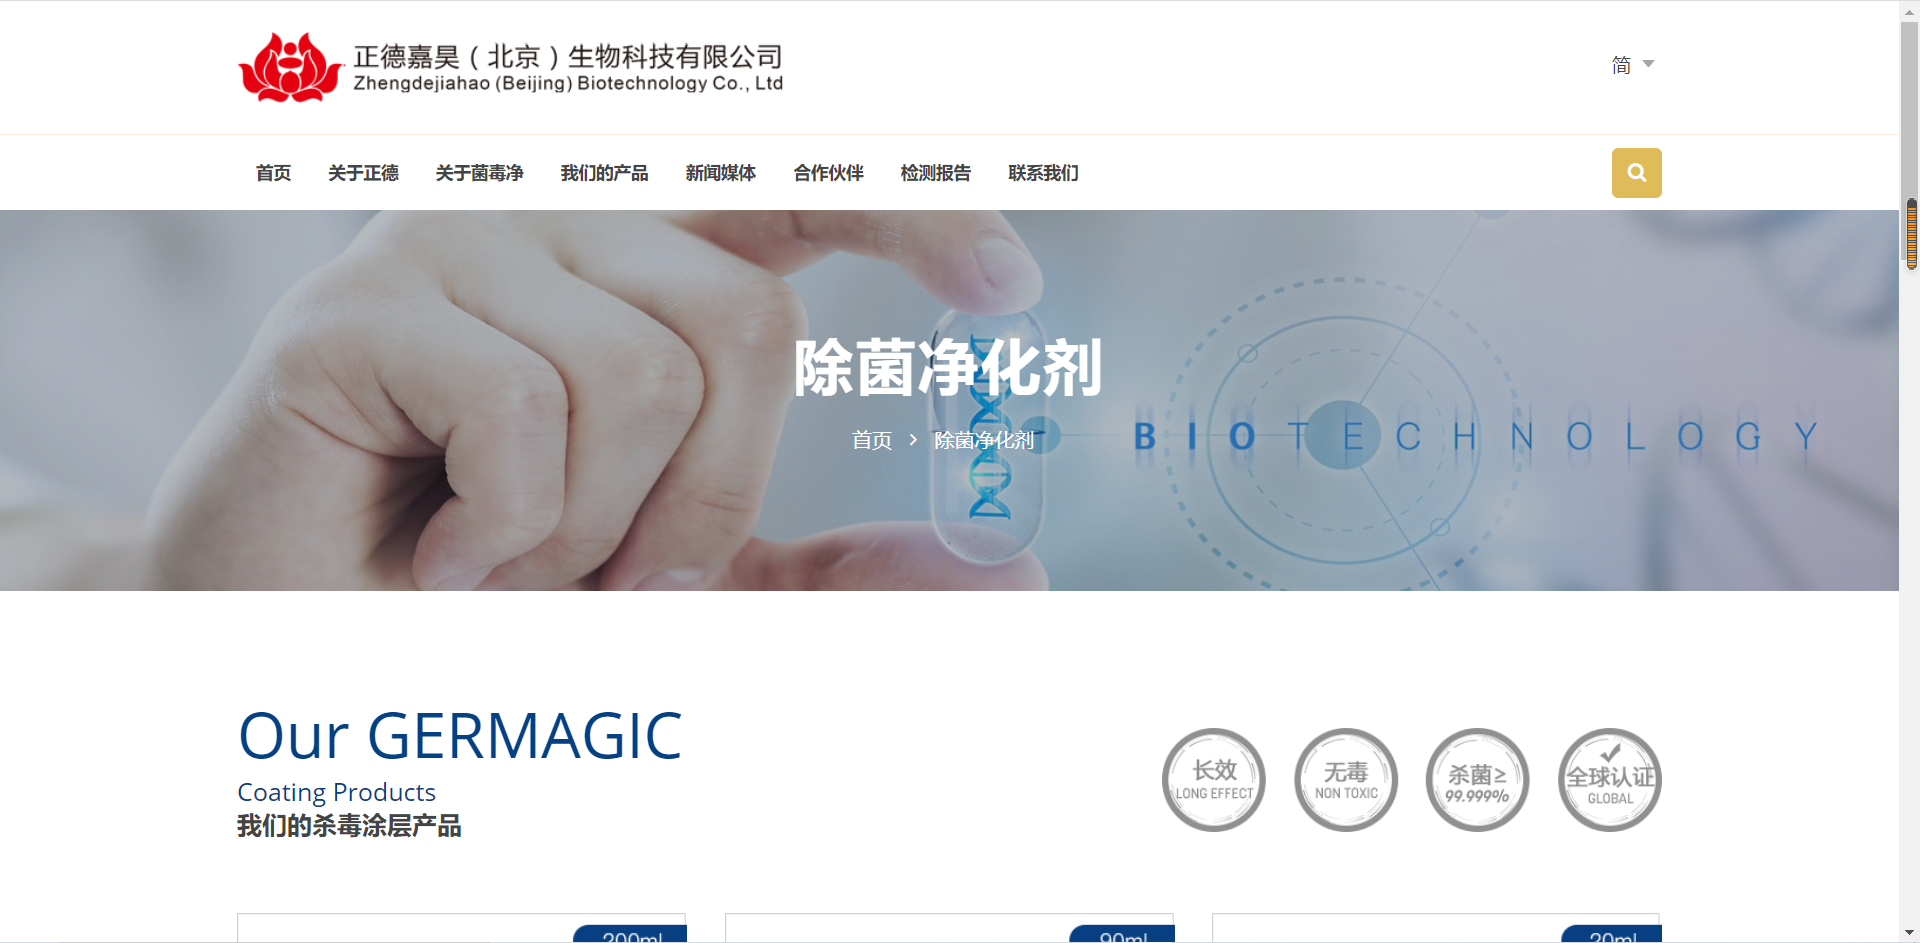 正德嘉昊（北京）生物科技有限公司
Zhengdejiahao (Beijing) Biotechnology Co., Ltd
简
首页 关于正德 关于菌毒净 我们的产品 新闻媒体 合作伙伴 检测报告 联系我们
除菌净化剂
首页 > 除菌净化剂
BIOTECHNOLOGY
Our GERMAGIC
Coating Products
我们的杀毒涂层产品
长效
LONG EFFECT
无毒
NON TOXIC
杀菌≥
99.999%
全球认证
GLOBAL
200ml 90ml 20ml